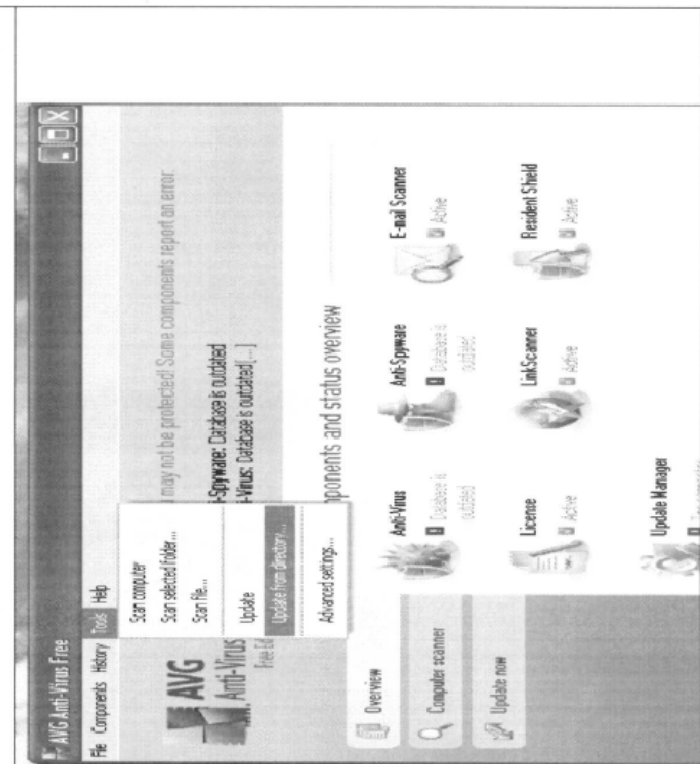 AVG Anti-Virus Free
File Components History Tools Help
may not be protected! Some components report an error.
AVG
Anti-Virus
Free Ed
Scan computer
Scan selected folder...
Scan file...
Update
Update from directory...
Advanced settings...
i-Spyware: Database is outdated
i-Virus: Database is outdated [...]
ponents and status overview
Overview
Computer scanner
Update now
Anti-Virus
Database is
outdated
Anti-Spyware
Database is
outdated
E-mail Scanner
Active
License
Active
LinkScanner
Active
Resident Shield
Active
Update Manager